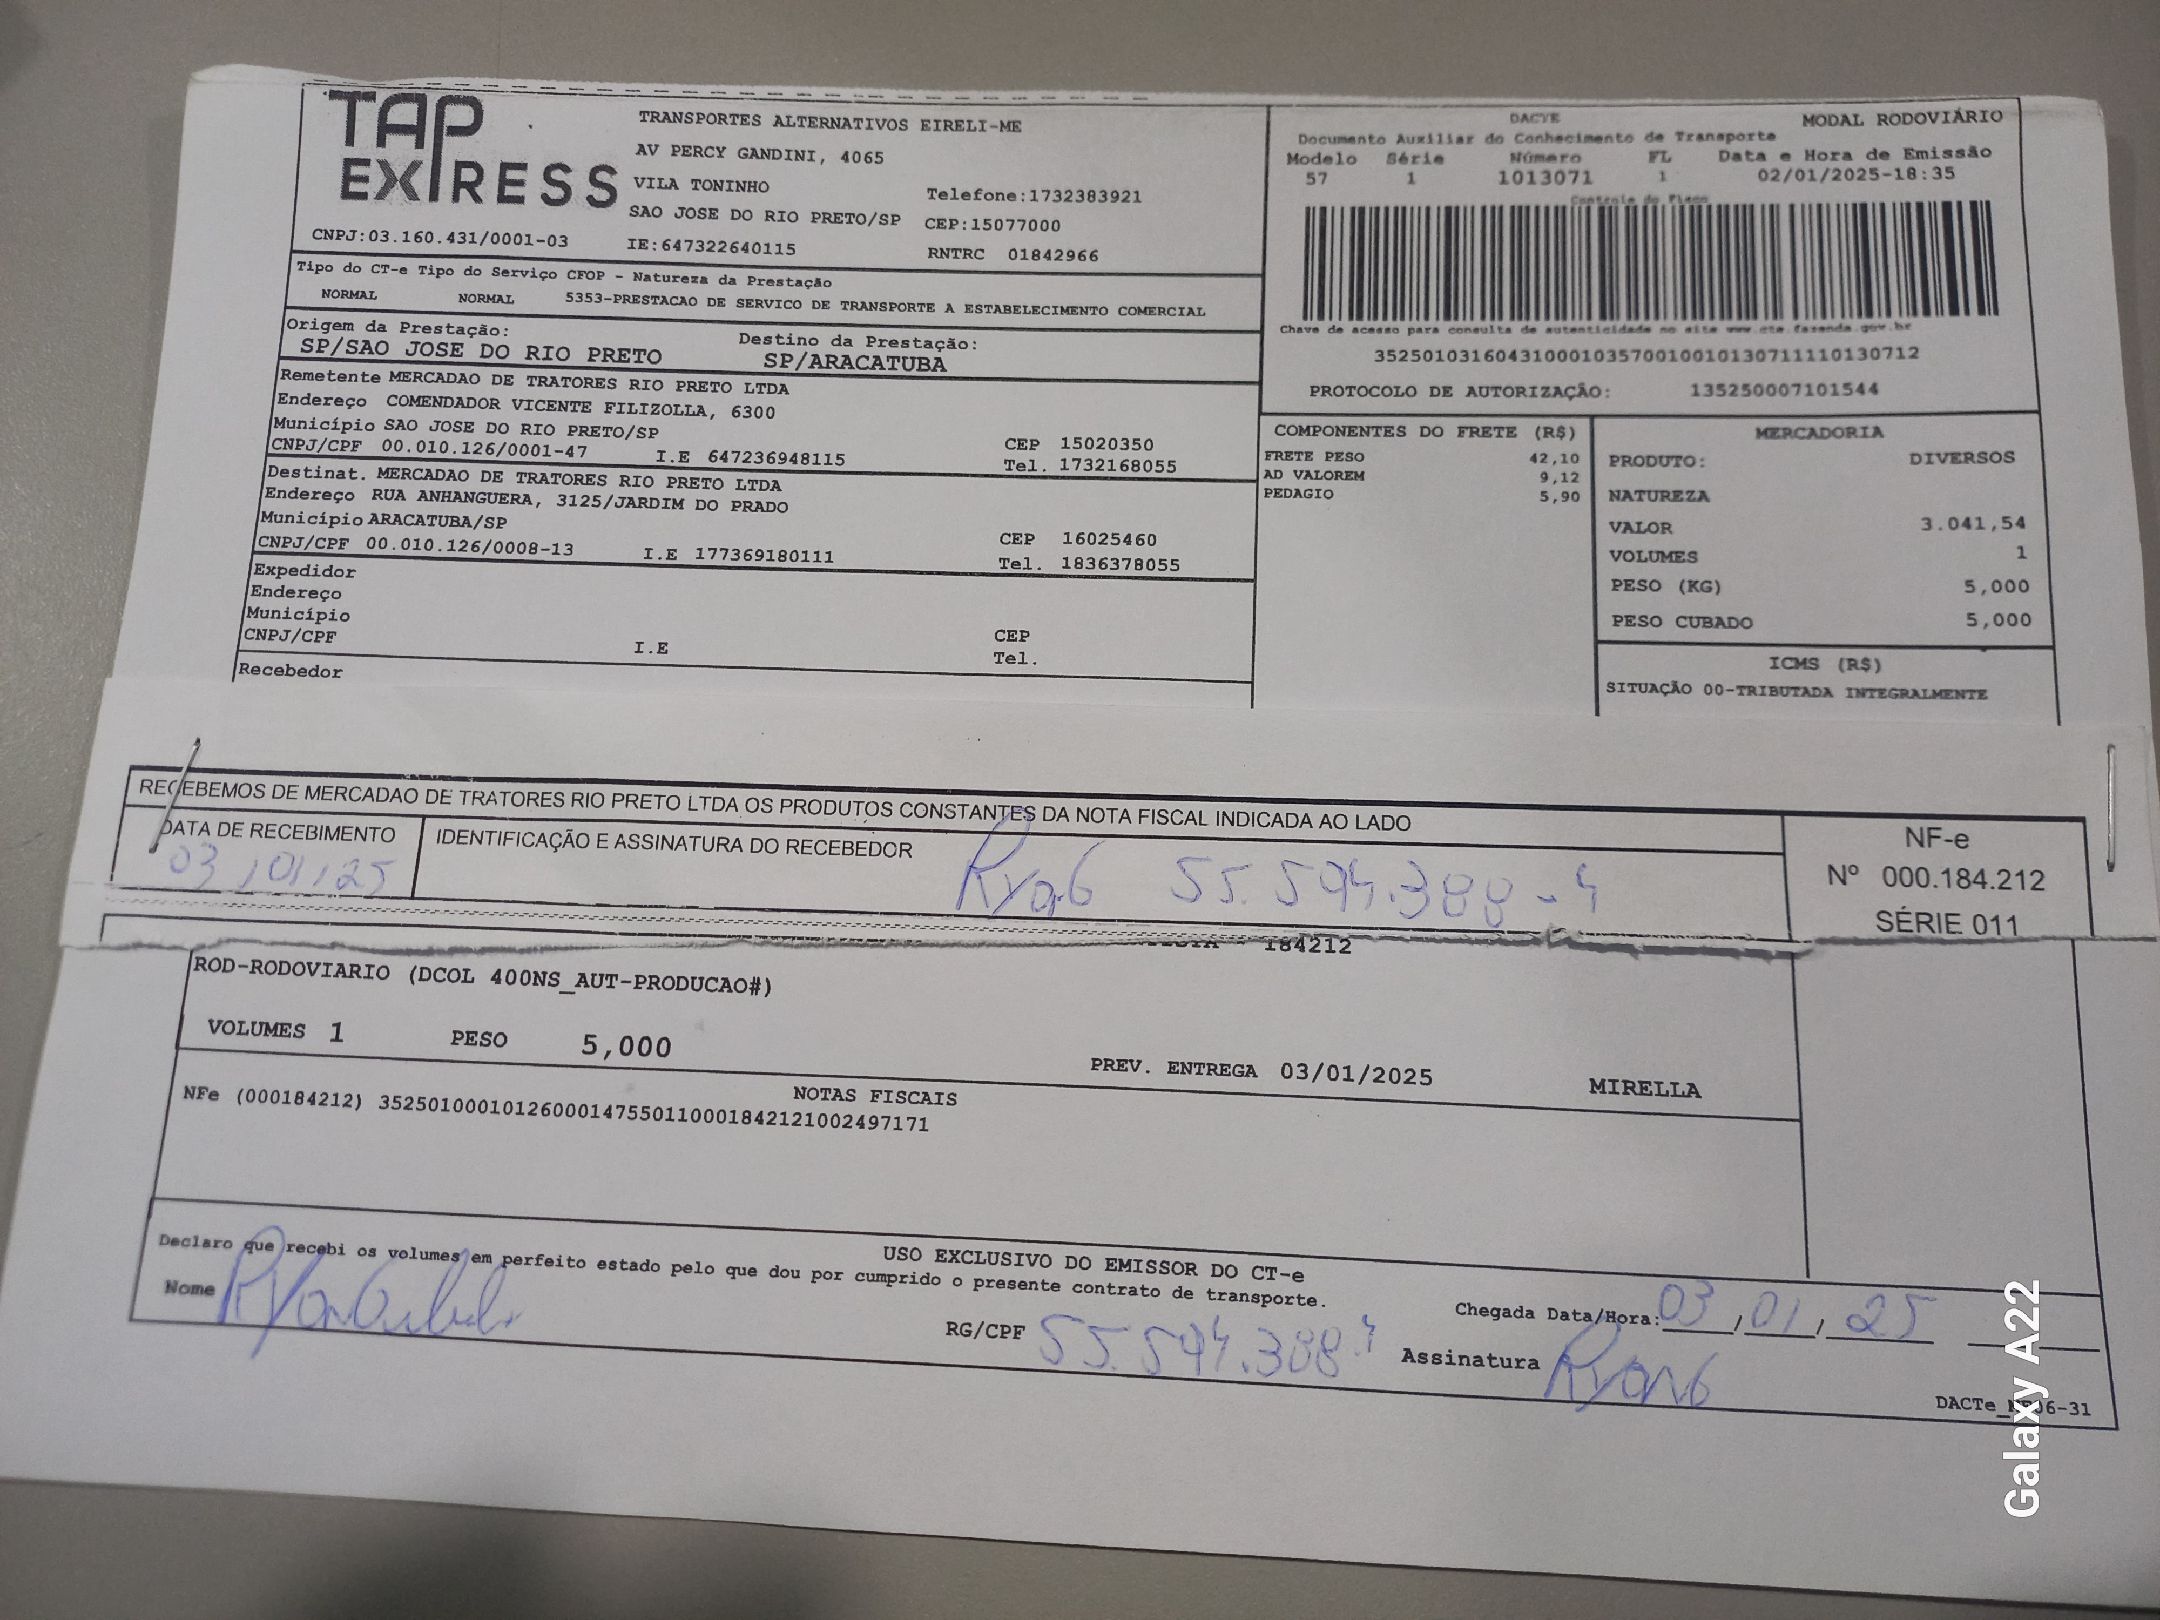 TAP
EXPRESS
TRANSPORTES ALTERNATIVOS EIRELI-ME
AV PERCY GANDINI, 4065
VILA TONINHO
Telefone:1732383921
SAO JOSE DO RIO PRETO/SP CEP:15077000
CNPJ:03.160.431/0001-03 IE:647322640115 RNTRC 01842966
DACTE MODAL RODOVIÁRIO
Documento Auxiliar do Conhecimento de Transporte
Modelo Série Número FL Data e Hora de Emissão
57 1 1013071 1 02/01/2025-18:35
Controle do Fisco
Chave de acesso para consulta de autenticidade no site www.cte.fazenda.gov.br
35250103160431000103570010010130711110130712
PROTOCOLO DE AUTORIZAÇÃO: 135250007101544
Tipo do CT-e Tipo do Serviço CFOP - Natureza da Prestação
NORMAL NORMAL 5353-PRESTACAO DE SERVICO DE TRANSPORTE A ESTABELECIMENTO COMERCIAL
Origem da Prestação: Destino da Prestação:
SP/SAO JOSE DO RIO PRETO SP/ARACATUBA
Remetente MERCADAO DE TRATORES RIO PRETO LTDA
Endereço COMENDADOR VICENTE FILIZOLLA, 6300
Município SAO JOSE DO RIO PRETO/SP CEP 15020350
CNPJ/CPF 00.010.126/0001-47 I.E 647236948115 Tel. 1732168055
Destinat. MERCADAO DE TRATORES RIO PRETO LTDA
Endereço RUA ANHANGUERA, 3125/JARDIM DO PRADO
Município ARACATUBA/SP CEP 16025460
CNPJ/CPF 00.010.126/0008-13 I.E 177369180111 Tel. 1836378055
Expedidor
Endereço
Município
CEP
CNPJ/CPF I.E Tel.
Recebedor
COMPONENTES DO FRETE (R$)
FRETE PESO 42,10
AD VALOREM 9,12
PEDAGIO 5,90
MERCADORIA
PRODUTO: DIVERSOS
NATUREZA
VALOR 3.041,54
VOLUMES 1
PESO (KG) 5,000
PESO CUBADO 5,000
ICMS (R$)
SITUAÇÃO 00-TRIBUTADA INTEGRALMENTE
RECEBEMOS DE MERCADAO DE TRATORES RIO PRETO LTDA OS PRODUTOS CONSTANTES DA NOTA FISCAL INDICADA AO LADO
DATA DE RECEBIMENTO IDENTIFICAÇÃO E ASSINATURA DO RECEBEDOR
03/01/25 Ryan G 55.594.388-4
NF-e
Nº 000.184.212
SÉRIE 011
184212
ROD-RODOVIARIO (DCOL 400NS_AUT-PRODUCAO#)
VOLUMES 1 PESO 5,000 PREV. ENTREGA 03/01/2025 MIRELLA
NOTAS FISCAIS
NFe (000184212) 35250100010126000147550110001842121002497171
USO EXCLUSIVO DO EMISSOR DO CT-e
Declaro que recebi os volumes em perfeito estado pelo que dou por cumprido o presente contrato de transporte.
Nome Ryan RG/CPF 55.594.388-4 Chegada Data/Hora: 03/01/25
Assinatura Ryan G
31
Galaxy A22